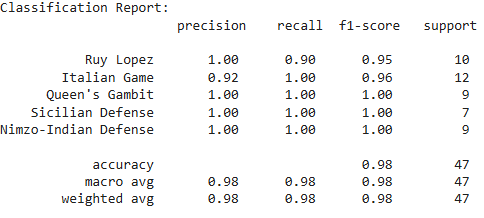 Classification Report:
precision recall f1-score support
Ruy Lopez 1.00 0.90 0.95 10
Italian Game 0.92 1.00 0.96 12
Queen's Gambit 1.00 1.00 1.00 9
Sicilian Defense 1.00 1.00 1.00 7
Nimzo-Indian Defense 1.00 1.00 1.00 9
accuracy 0.98 47
macro avg 0.98 0.98 0.98 47
weighted avg 0.98 0.98 0.98 47